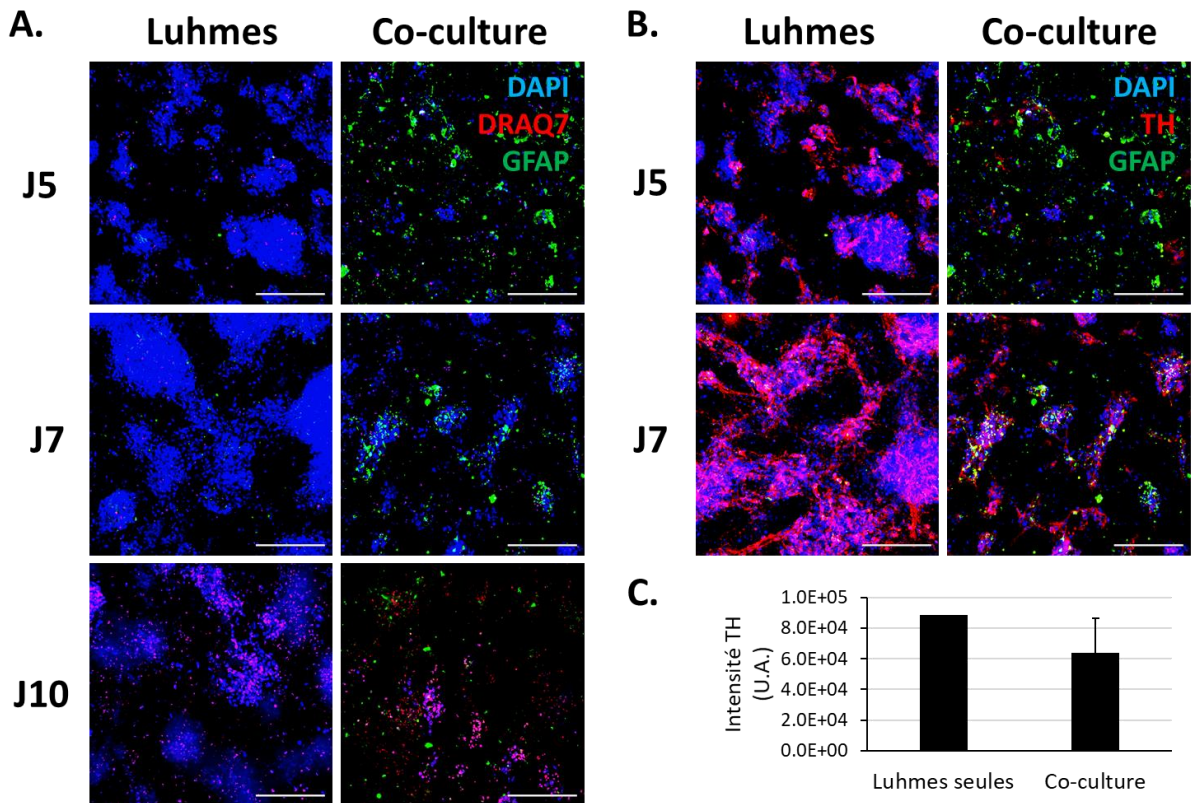 A.
Luhmes Co-culture
J5
DAPI
DRAQ7
GFAP
J7
J10
B.
Luhmes Co-culture
J5
DAPI
TH
GFAP
J7
C.
Intensité TH
(U.A.)
1.0E+05
8.0E+04
6.0E+04
4.0E+04
2.0E+04
0.0E+00
Luhmes seules Co-culture